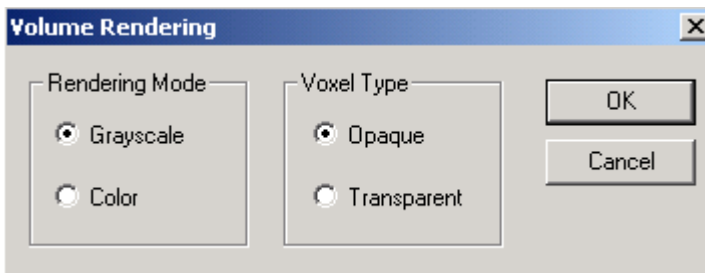 Volume Rendering
Rendering Mode
Grayscale
Color
Voxel Type
Opaque
Transparent
OK
Cancel